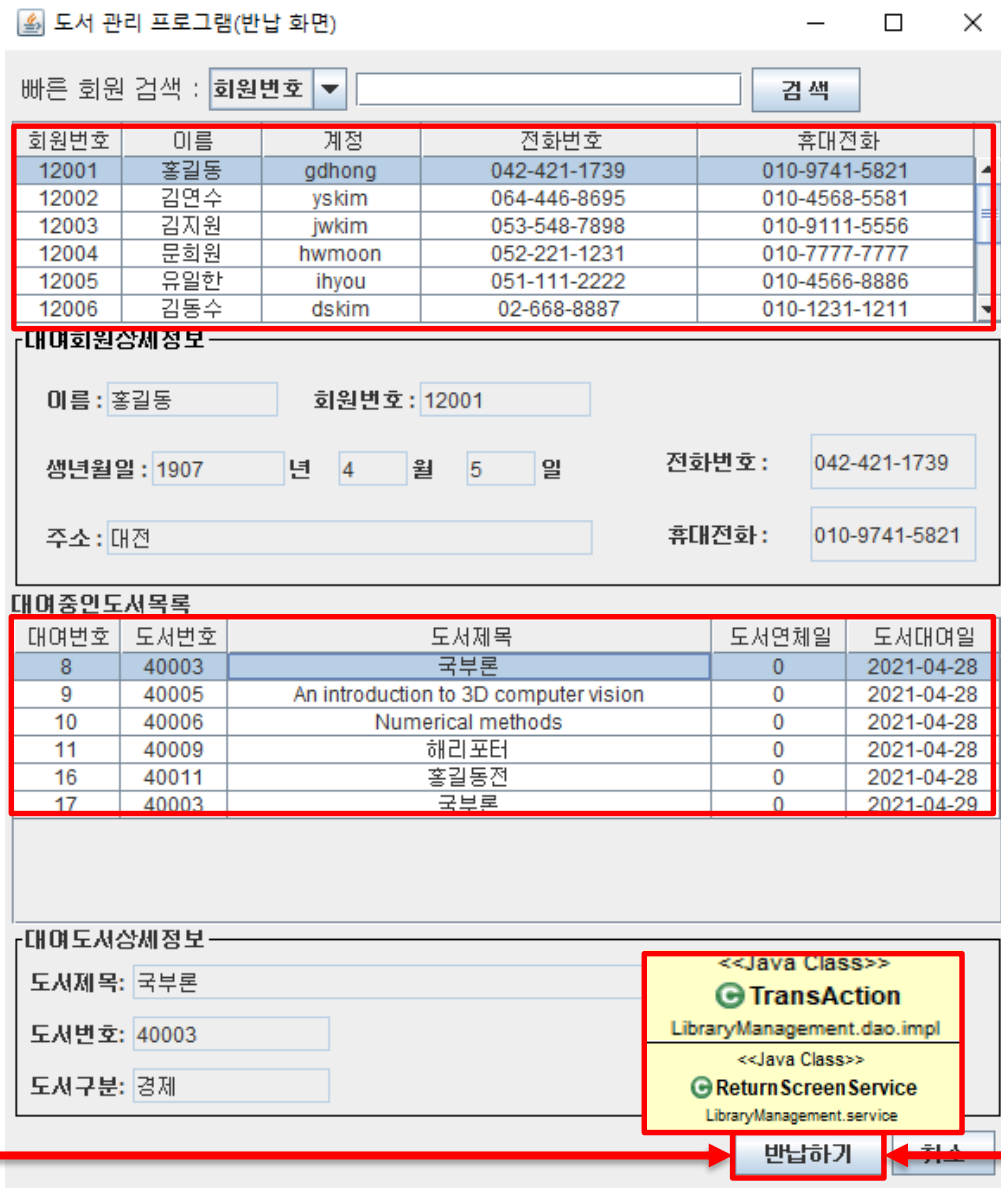 도서 관리 프로그램(반납 화면)
빠른 회원 검색 : 회원번호 검 색
회원번호 이름 계정 전화번호 휴대전화
12001 홍길동 gdhong 042-421-1739 010-9741-5821
12002 김연수 yskim 064-446-8695 010-4568-5581
12003 김지원 jwkim 053-548-7898 010-9111-5556
12004 문희원 hwmoon 052-221-1231 010-7777-7777
12005 유일한 ihyou 051-111-2222 010-4566-8886
12006 김동수 dskim 02-668-8887 010-1231-1211
대여회원상세정보
이름 : 홍길동 회원번호 : 12001
생년월일 : 1907 년 4 월 5 일 전화번호 : 042-421-1739
주소 : 대전 휴대전화 : 010-9741-5821
대여중인도서목록
대여번호 도서번호 도서제목 도서연체일 도서대여일
8 40003 국부론 0 2021-04-28
9 40005 An introduction to 3D computer vision 0 2021-04-28
10 40006 Numerical methods 0 2021-04-28
11 40009 해리포터 0 2021-04-28
16 40011 홍길동전 0 2021-04-28
17 40003 국부론 0 2021-04-29
대여도서상세정보
도서제목: 국부론
도서번호: 40003
도서구분: 경제
<<Java Class>>
TransAction
LibraryManagement.dao.impl
<<Java Class>>
ReturnScreenService
LibraryManagement.service
반납하기 취소